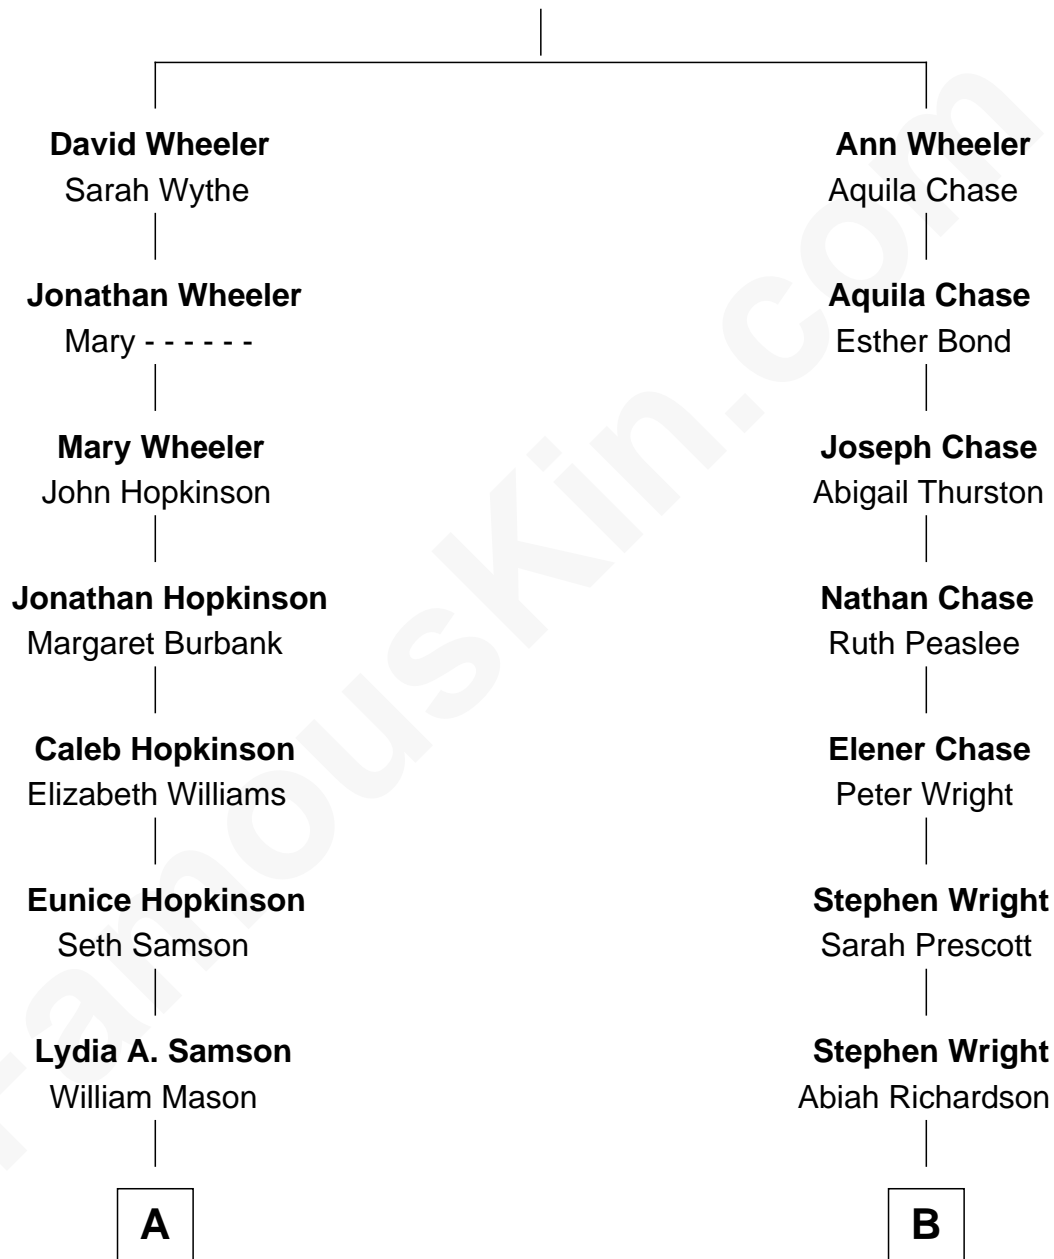 David Wheeler
Sarah Wythe
Ann Wheeler
Aquila Chase
Jonathan Wheeler
Mary - - - - - -
Aquila Chase
Esther Bond
Mary Wheeler
John Hopkinson
Joseph Chase
Abigail Thurston
Jonathan Hopkinson
Margaret Burbank
Nathan Chase
Ruth Peaslee
Caleb Hopkinson
Elizabeth Williams
Elener Chase
Peter Wright
Eunice Hopkinson
Seth Samson
Stephen Wright
Sarah Prescott
Lydia A. Samson
William Mason
Stephen Wright
Abiah Richardson
A
B
FamousKin.com